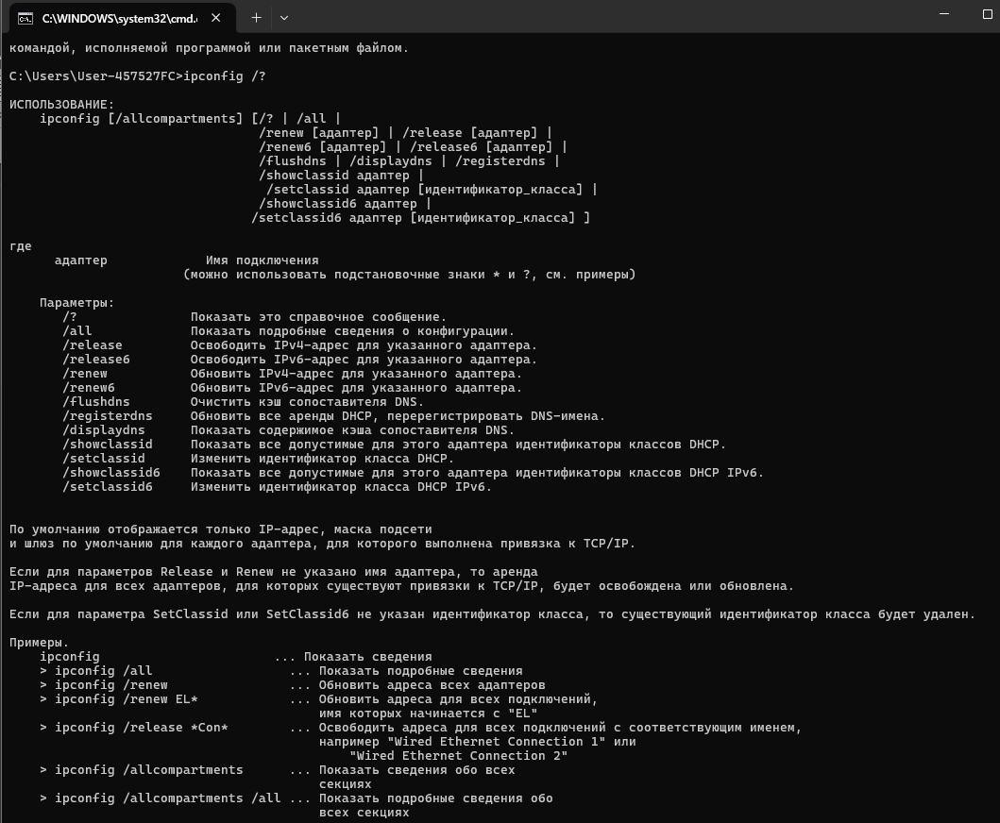 C:\WINDOWS\system32\cmd.
командой, исполняемой программой или пакетным файлом.
C:\Users\User-457527FC>ipconfig /?
ИСПОЛЬЗОВАНИЕ:
ipconfig [/allcompartments] [/? | /all |
/renew [адаптер] | /release [адаптер] |
/renew6 [адаптер] | /release6 [адаптер] |
/flushdns | /displaydns | /registerdns |
/showclassid адаптер |
/setclassid адаптер [идентификатор_класса] |
/showclassid6 адаптер |
/setclassid6 адаптер [идентификатор_класса] ]
где
адаптер Имя подключения
(можно использовать подстановочные знаки * и ?, см. примеры)
Параметры:
/? Показать это справочное сообщение.
/all Показать подробные сведения о конфигурации.
/release Освободить IPv4-адрес для указанного адаптера.
/release6 Освободить IPv6-адрес для указанного адаптера.
/renew Обновить IPv4-адрес для указанного адаптера.
/renew6 Обновить IPv6-адрес для указанного адаптера.
/flushdns Очистить кэш сопоставителя DNS.
/registerdns Обновить все аренды DHCP, перерегистрировать DNS-имена.
/displaydns Показать содержимое кэша сопоставителя DNS.
/showclassid Показать все допустимые для этого адаптера идентификаторы классов DHCP.
/setclassid Изменить идентификатор класса DHCP.
/showclassid6 Показать все допустимые для этого адаптера идентификаторы классов DHCP IPv6.
/setclassid6 Изменить идентификатор класса DHCP IPv6.
По умолчанию отображается только IP-адрес, маска подсети
и шлюз по умолчанию для каждого адаптера, для которого выполнена привязка к TCP/IP.
Если для параметров Release и Renew не указано имя адаптера, то аренда
IP-адреса для всех адаптеров, для которых существуют привязки к TCP/IP, будет освобождена или обновлена.
Если для параметра SetClassid или SetClassid6 не указан идентификатор класса, то существующий идентификатор класса будет удален.
Примеры.
ipconfig ... Показать сведения
> ipconfig /all ... Показать подробные сведения
> ipconfig /renew ... Обновить адреса всех адаптеров
> ipconfig /renew EL* ... Обновить адреса для всех подключений,
имя которых начинается с "EL"
> ipconfig /release *Con* ... Освободить адреса для всех подключений с соответствующим именем,
например "Wired Ethernet Connection 1" или
"Wired Ethernet Connection 2"
> ipconfig /allcompartments ... Показать сведения обо всех
секциях
> ipconfig /allcompartments /all ... Показать подробные сведения обо
всех секциях